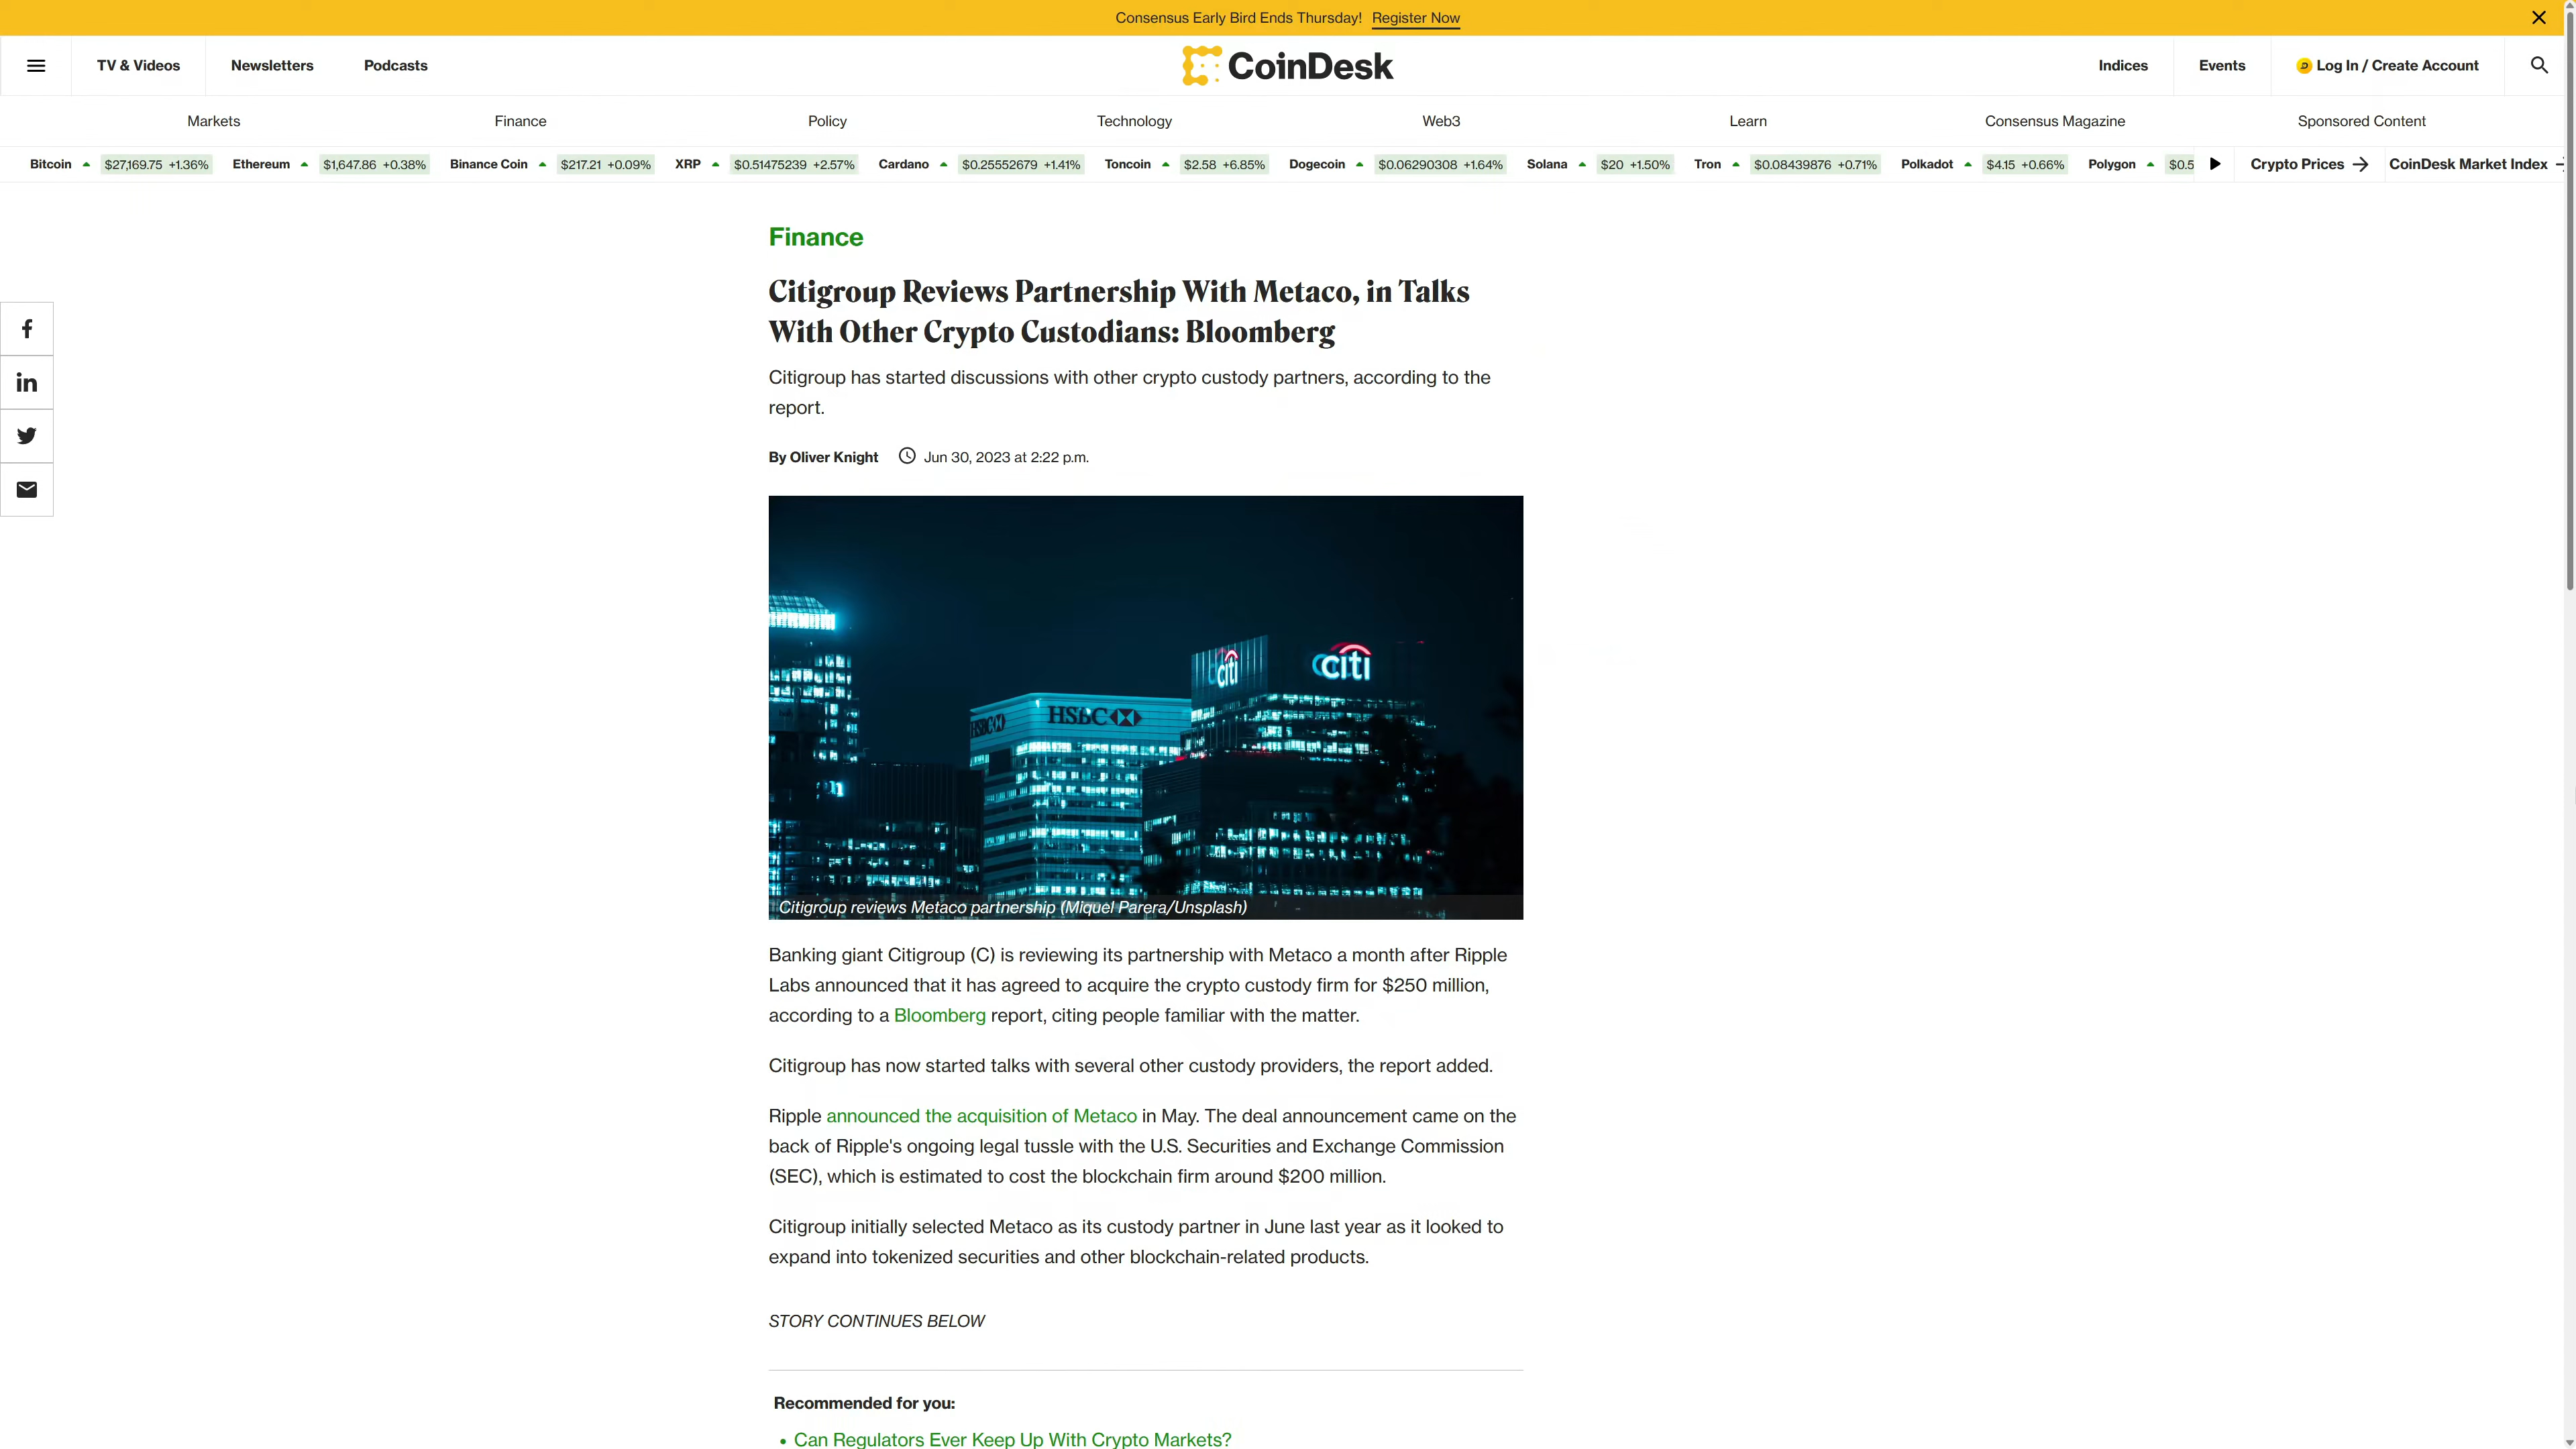 Consensus Early Bird Ends Thursday! Register Now
TV & Videos
Newsletters
Podcasts
CoinDesk
Indices
Events
Log In / Create Account
Markets
Finance
Policy
Technology
Web3
Learn
Consensus Magazine
Sponsored Content
Bitcoin $27,169.75 +1.36%
Ethereum $1,647.86 +0.38%
Binance Coin $217.21 +0.09%
XRP $0.51475239 +2.57%
Cardano $0.25552679 +1.41%
Toncoin $2.58 +6.85%
Dogecoin $0.06290308 +1.64%
Solana $20 +1.50%
Tron $0.08439876 +0.71%
Polkadot $4.15 +0.66%
Polygon $0.5
Crypto Prices
CoinDesk Market Index
Finance
Citigroup Reviews Partnership With Metaco, in Talks
With Other Crypto Custodians: Bloomberg
Citigroup has started discussions with other crypto custody partners, according to the
report.
By Oliver Knight Jun 30, 2023 at 2:22 p.m.
citi
citi
HSBC
HSBC
Citigroup reviews Metaco partnership (Miquel Parera/Unsplash)
Banking giant Citigroup (C) is reviewing its partnership with Metaco a month after Ripple
Labs announced that it has agreed to acquire the crypto custody firm for $250 million,
according to a Bloomberg report, citing people familiar with the matter.
Citigroup has now started talks with several other custody providers, the report added.
Ripple announced the acquisition of Metaco in May. The deal announcement came on the
back of Ripple's ongoing legal tussle with the U.S. Securities and Exchange Commission
(SEC), which is estimated to cost the blockchain firm around $200 million.
Citigroup initially selected Metaco as its custody partner in June last year as it looked to
expand into tokenized securities and other blockchain-related products.
STORY CONTINUES BELOW
Recommended for you:
• Can Regulators Ever Keep Up With Crypto Markets?